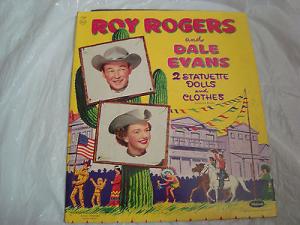 ROY ROGERS
and
DALE
EVANS
2 STATUETTE
DOLLS
and
CLOTHES